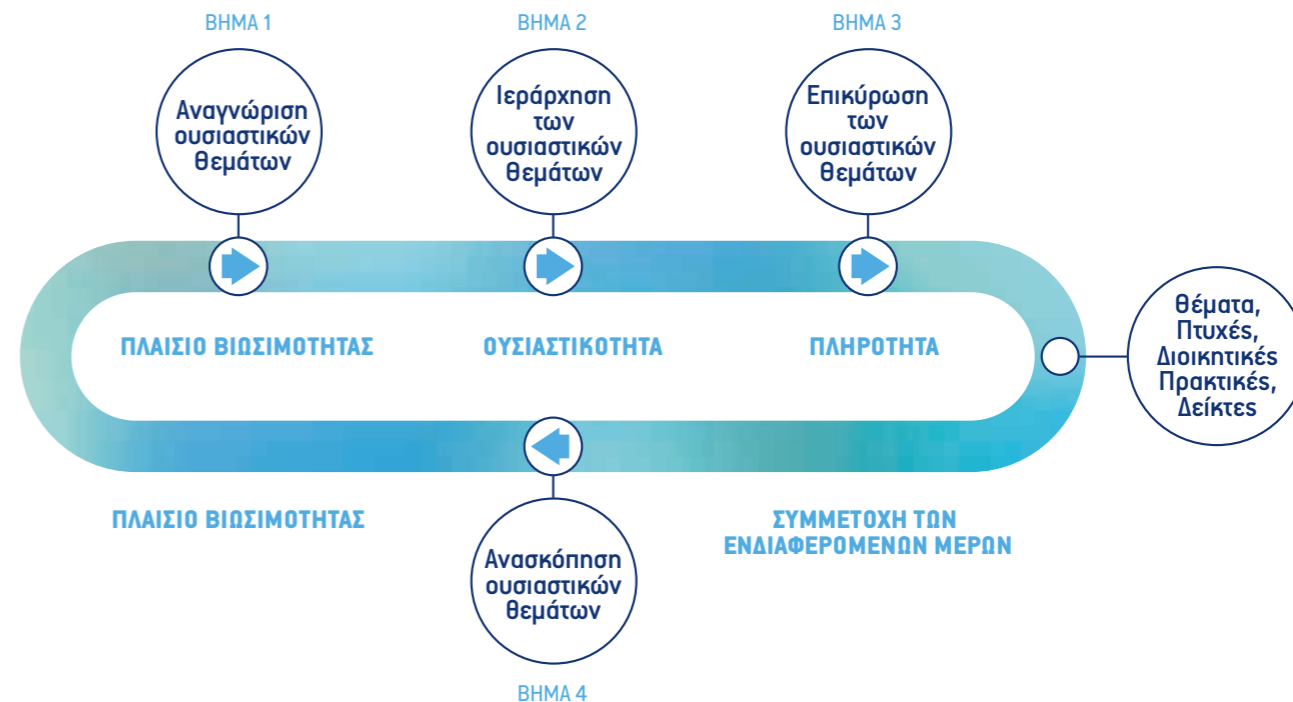 ΒΗΜΑ 1
Αναγνώριση
ουσιαστικών
θεμάτων
ΒΗΜΑ 2
Ιεράρχηση
των
ουσιαστικών
θεμάτων
ΒΗΜΑ 3
Επικύρωση
των
ουσιαστικών
θεμάτων
ΠΛΑΙΣΙΟ ΒΙΩΣΙΜΟΤΗΤΑΣ
ΟΥΣΙΑΣΤΙΚΟΤΗΤΑ
ΠΛΗΡΟΤΗΤΑ
Θέματα,
Πτυχές,
Διοικητικές
Πρακτικές,
Δείκτες
ΠΛΑΙΣΙΟ ΒΙΩΣΙΜΟΤΗΤΑΣ
ΣΥΜΜΕΤΟΧΗ ΤΩΝ
ΕΝΔΙΑΦΕΡΟΜΕΝΩΝ ΜΕΡΩΝ
Ανασκόπηση
ουσιαστικών
θεμάτων
ΒΗΜΑ 4